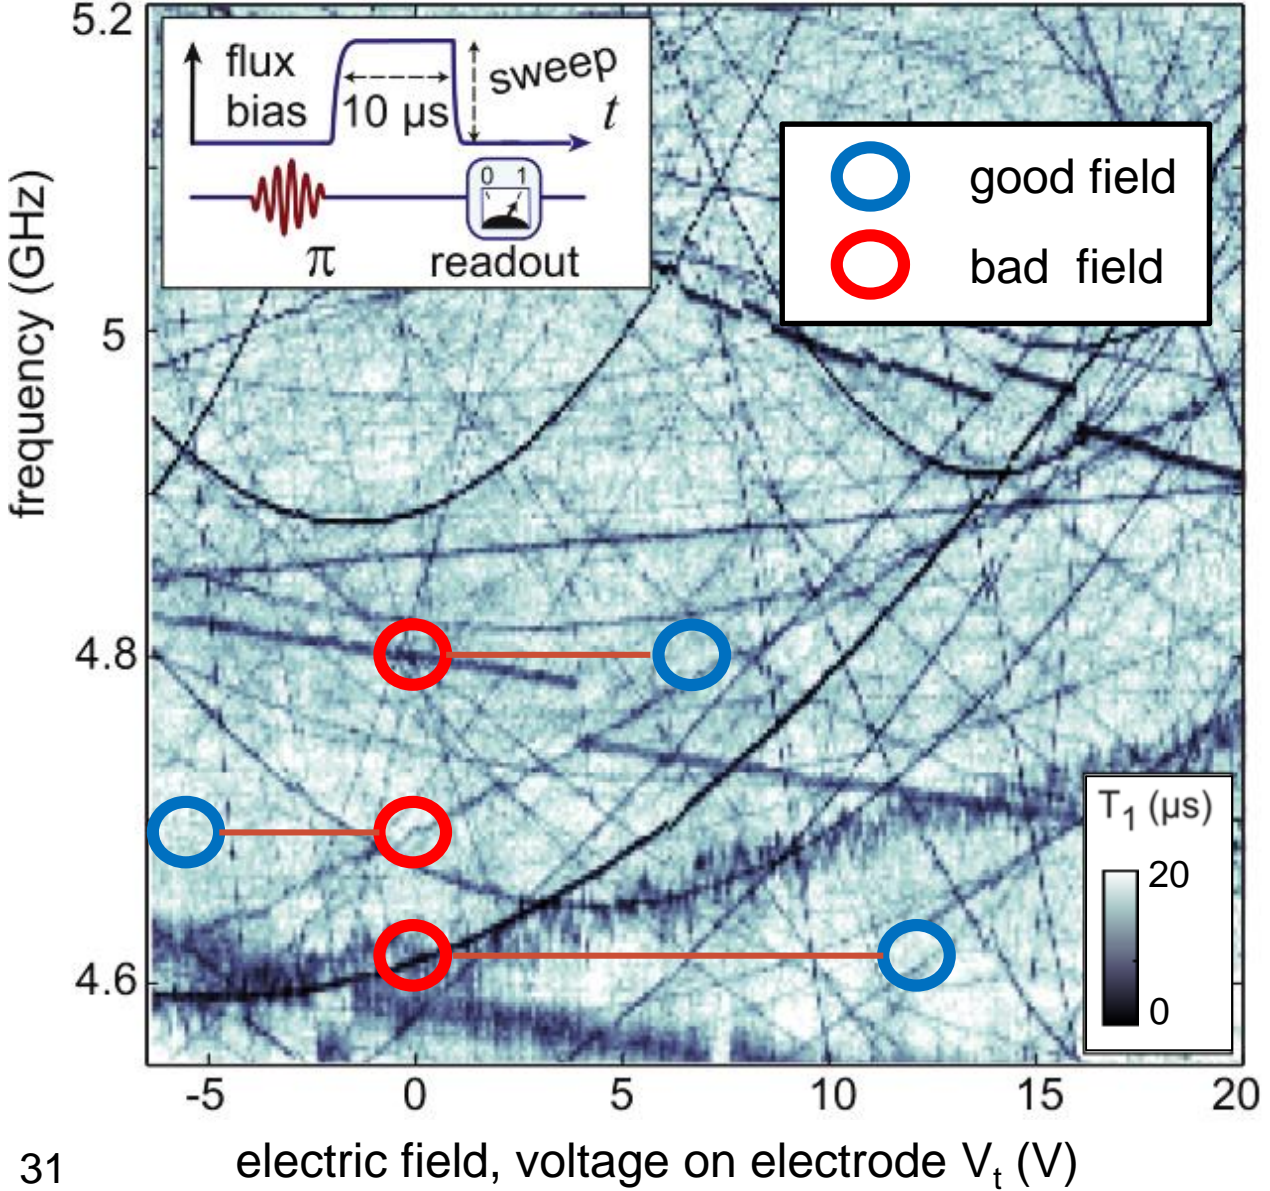 5.2
5
4.8
4.6
frequency (GHz)
flux
bias
10 µs
sweep
t
0 1
π
readout
good field
bad field
T1 (µs)
20
0
-5 0 5 10 15 20
electric field, voltage on electrode Vt (V)
31